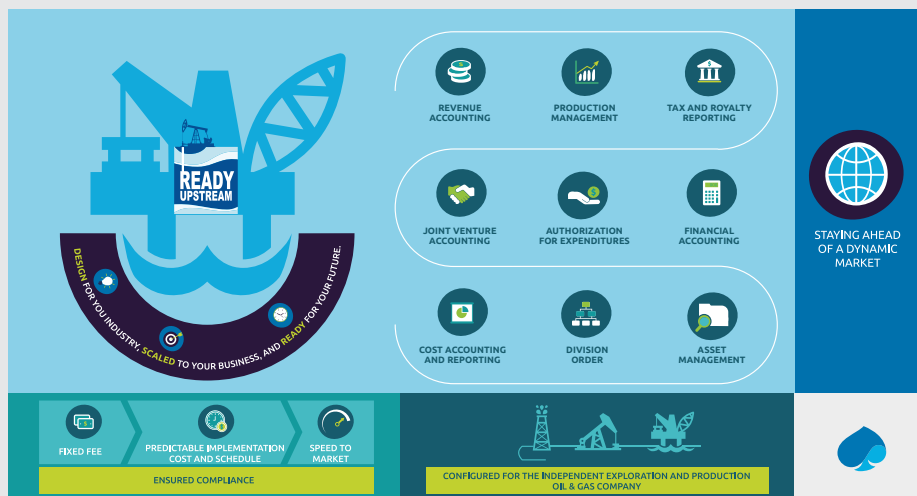 READY
UPSTREAM
DESIGN FOR YOU INDUSTRY, SCALED TO YOUR BUSINESS, AND READY FOR YOUR FUTURE.
REVENUE
ACCOUNTING
PRODUCTION
MANAGEMENT
TAX AND ROYALTY
REPORTING
JOINT VENTURE
ACCOUNTING
AUTHORIZATION
FOR EXPENDITURES
FINANCIAL
ACCOUNTING
COST ACCOUNTING
AND REPORTING
DIVISION
ORDER
ASSET
MANAGEMENT
STAYING AHEAD
OF A DYNAMIC
MARKET
FIXED FEE
PREDICTABLE IMPLEMENTATION
COST AND SCHEDULE
SPEED TO
MARKET
ENSURED COMPLIANCE
CONFIGURED FOR THE INDEPENDENT EXPLORATION AND PRODUCTION
OIL & GAS COMPANY